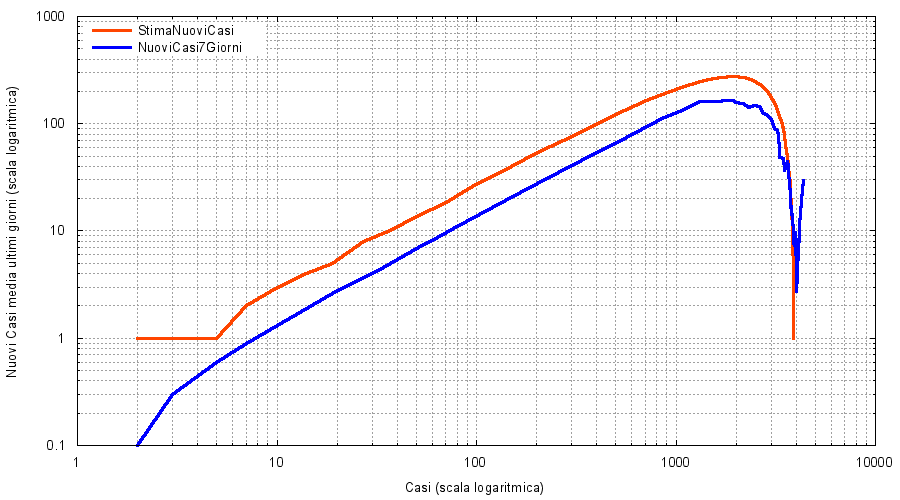 1000
StimaNuoviCasi
NuoviCasi7Giorni
100
10
1
0.1
Nuovi Casi media ultimi giorni (scala logaritmica)
1 10 100 1000 10000
Casi (scala logaritmica)